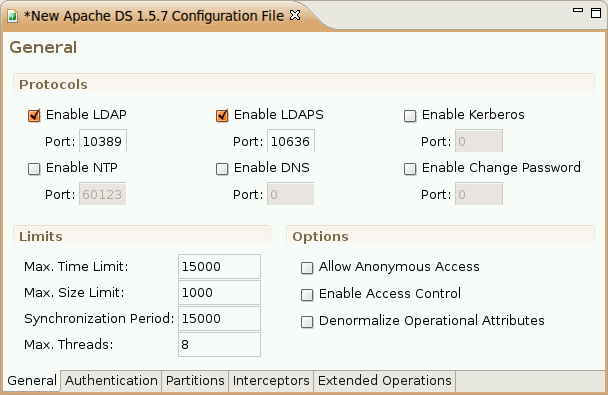 *New Apache DS 1.5.7 Configuration File
General
Protocols
Enable LDAP Enable LDAPS Enable Kerberos
Port: 10389 Port: 10636 Port: 0
Enable NTP Enable DNS Enable Change Password
Port: 60123 Port: 0 Port: 0
Limits Options
Max. Time Limit: 15000 Allow Anonymous Access
Max. Size Limit: 1000 Enable Access Control
Synchronization Period: 15000 Denormalize Operational Attributes
Max. Threads: 8
General Authentication Partitions Interceptors Extended Operations